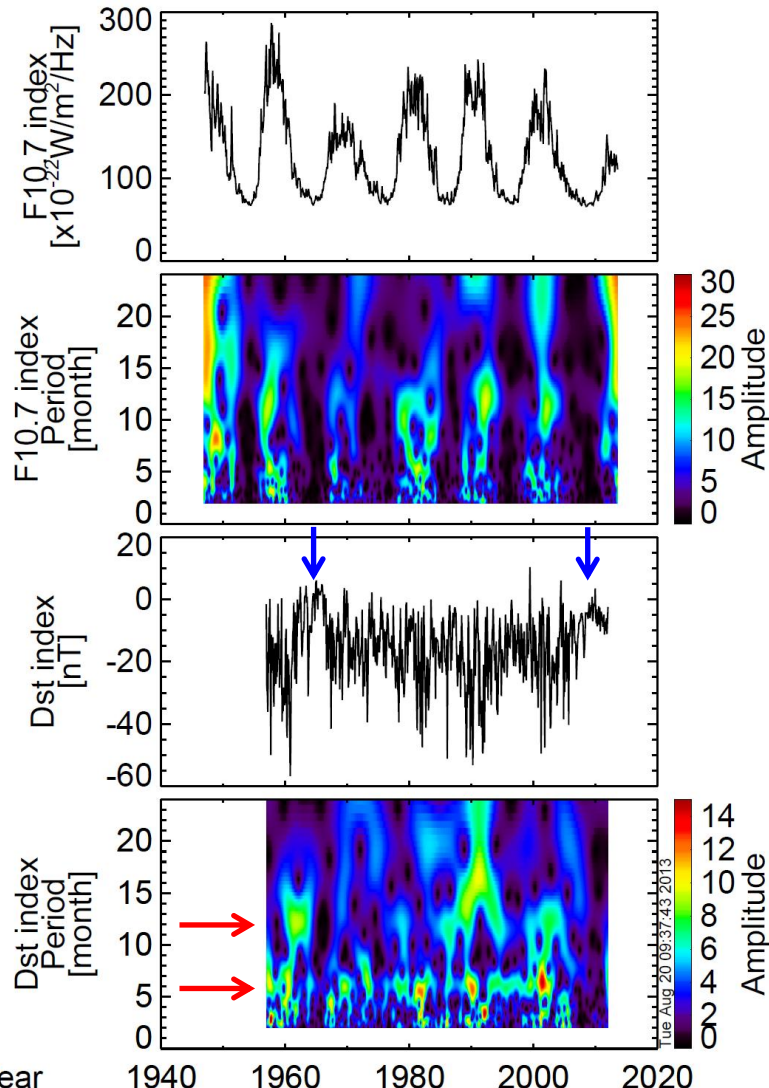 300
200
100
0
F10.7 index
[x10⁻²²W/m²/Hz]
20
15
10
5
0
F10.7 index
Period
[month]
30
25
20
15
10
5
0
Amplitude
20
0
-20
-40
-60
Dst index
[nT]
20
15
10
5
0
Dst index
Period
[month]
14
12
10
8
6
4
2
0
Amplitude
Tue Aug 20 09:37:43 2013
ear
1940
1960
1980
2000
2020